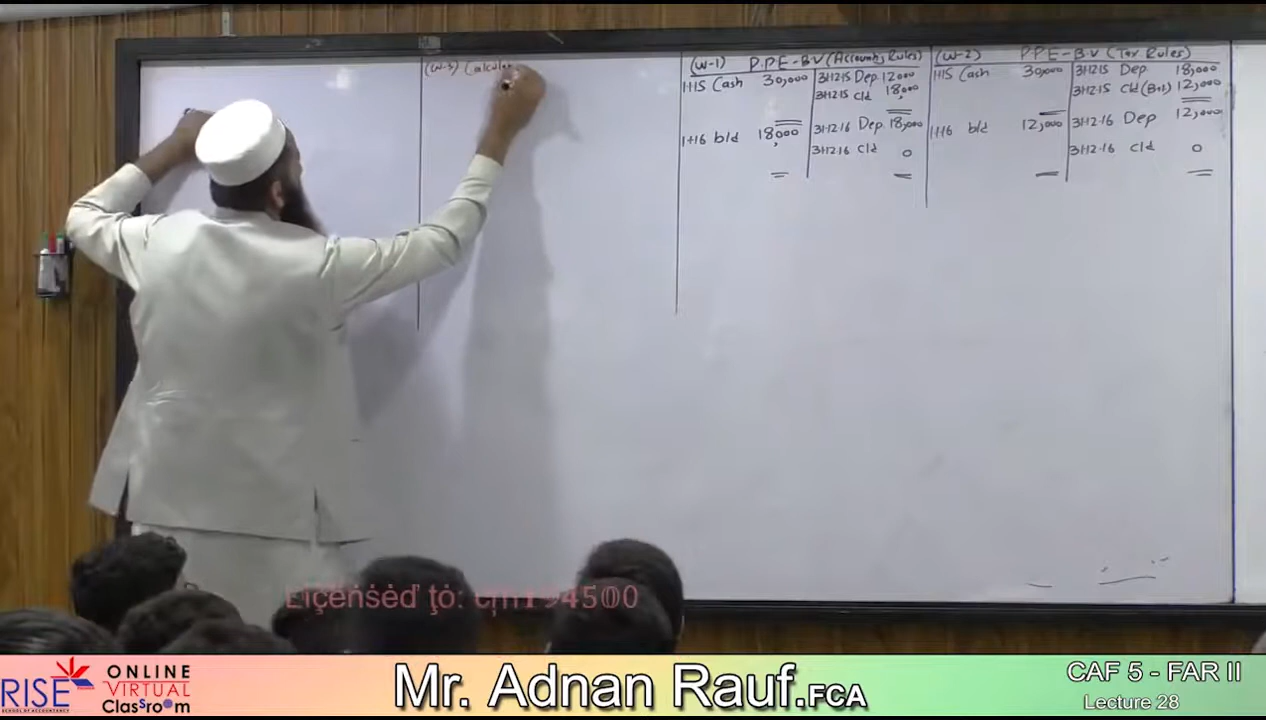 (W-3) Calcula
(W-1) P.P.E-B.V (Accounting Rules)
1-1-15 Cash 30,000 31-12-15 Dep 12,000
31-12-15 c/d 18,000
1-1-16 b/d 18,000 31-12-16 Dep 18,000
31-12-16 c/d 0
(W-2) P.P.E-B.V (Tax Rules)
1-1-15 Cash 30,000 31-12-15 Dep 18,000
31-12-15 c/d (B-1) 12,000
1-1-16 b/d 12,000 31-12-16 Dep 12,000
31-12-16 c/d 0
Licensed to: cm194500
RISE
SCHOOL OF ACCOUNTANCY
ONLINE
VIRTUAL
Classroom
Mr. Adnan Rauf.FCA
CAF 5 - FAR II
Lecture 28